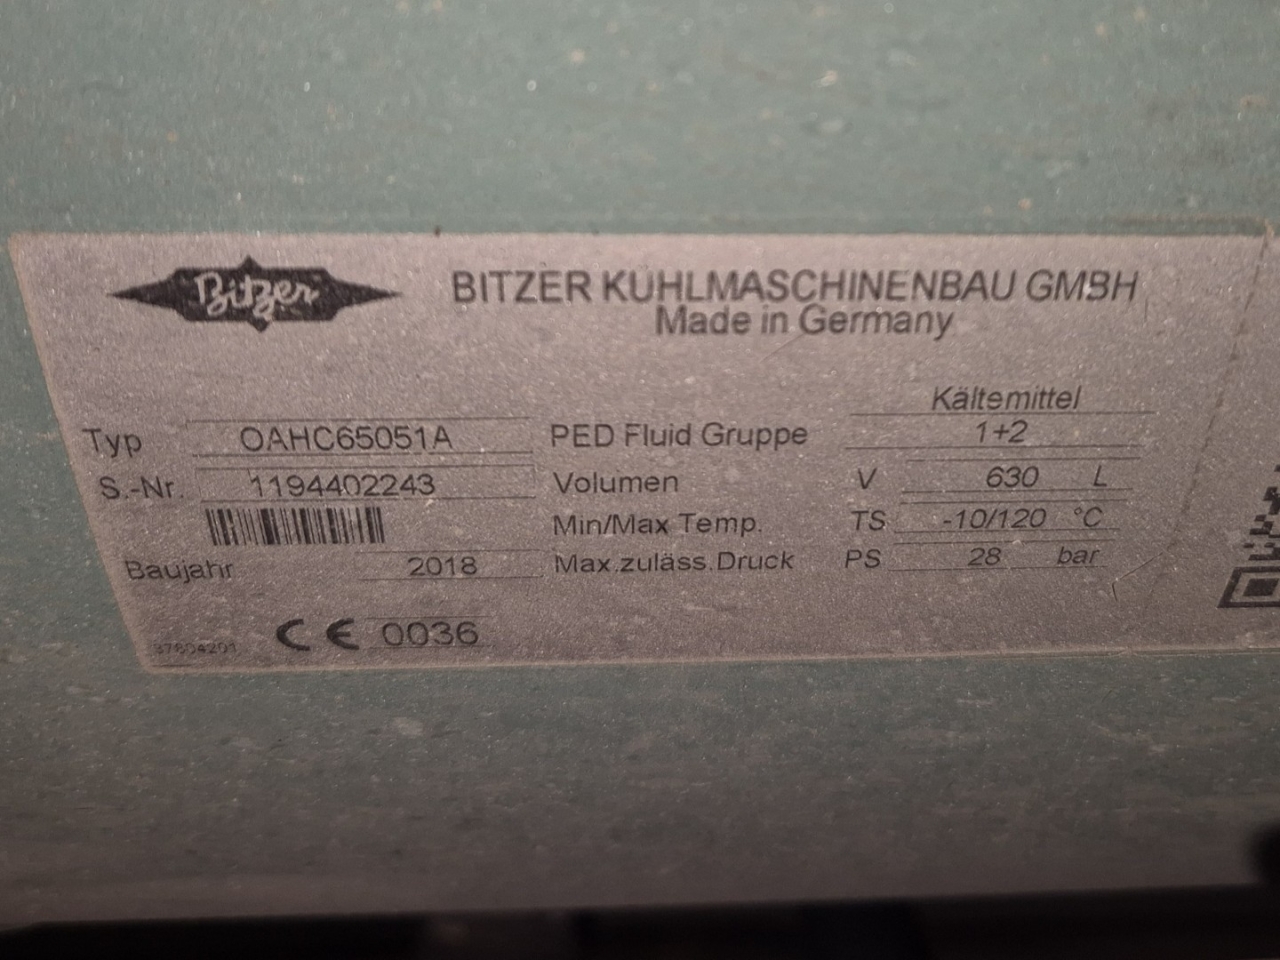 Bitzer
BITZER KÜHLMASCHINENBAU GMBH
Made in Germany
Kältemittel
Typ OAHC65051A PED Fluid Gruppe 1+2
S.-Nr. 1194402243 Volumen V 630 L
Min/Max Temp. TS -10/120 °C
Baujahr 2018 Max.zuläss.Druck PS 28 bar
CE 0036
37804201